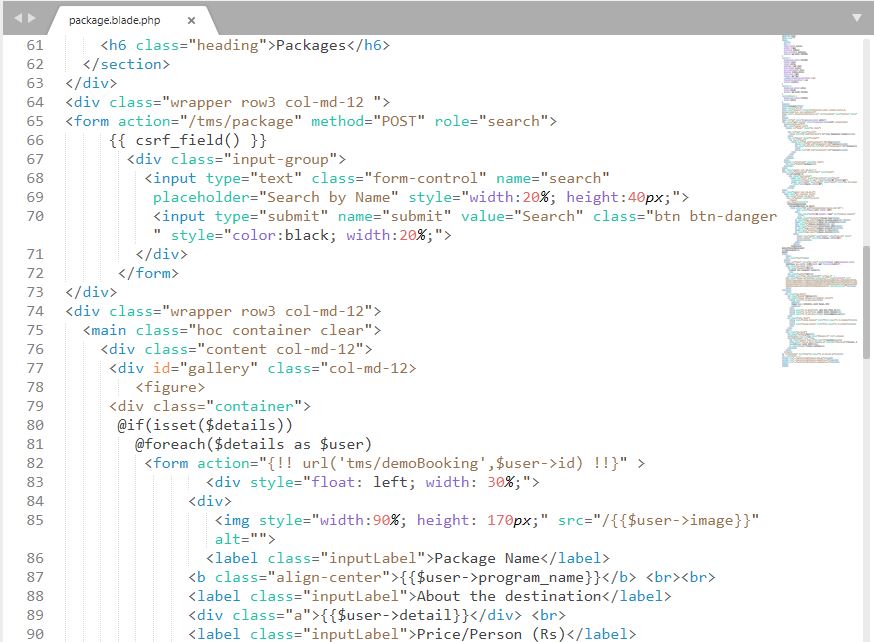 package.blade.php ×
61 <h6 class="heading">Packages</h6>
62 </section>
63 </div>
64 <div class="wrapper row3 col-md-12 ">
65 <form action="/tms/package" method="POST" role="search">
66 {{ csrf_field() }}
67 <div class="input-group">
68 <input type="text" class="form-control" name="search"
69 placeholder="Search by Name" style="width:20%; height:40px;">
70 <input type="submit" name="submit" value="Search" class="btn btn-danger
" style="color:black; width:20%;">
71 </div>
72 </form>
73 </div>
74 <div class="wrapper row3 col-md-12">
75 <main class="hoc container clear">
76 <div class="content col-md-12">
77 <div id="gallery" class="col-md-12>
78 <figure>
79 <div class="container">
80 @if(isset($details))
81 @foreach($details as $user)
82 <form action="{!! url('tms/demoBooking',$user->id) !!}" >
83 <div style="float: left; width: 30%;">
84 <div>
85 <img style="width:90%; height: 170px;" src="/{{$user->image}}"
alt="">
86 <label class="inputLabel">Package Name</label>
87 <b class="align-center">{{$user->program_name}}</b> <br><br>
88 <label class="inputLabel">About the destination</label>
89 <div class="a">{{$user->detail}}</div> <br>
90 <label class="inputLabel">Price/Person (Rs)</label>